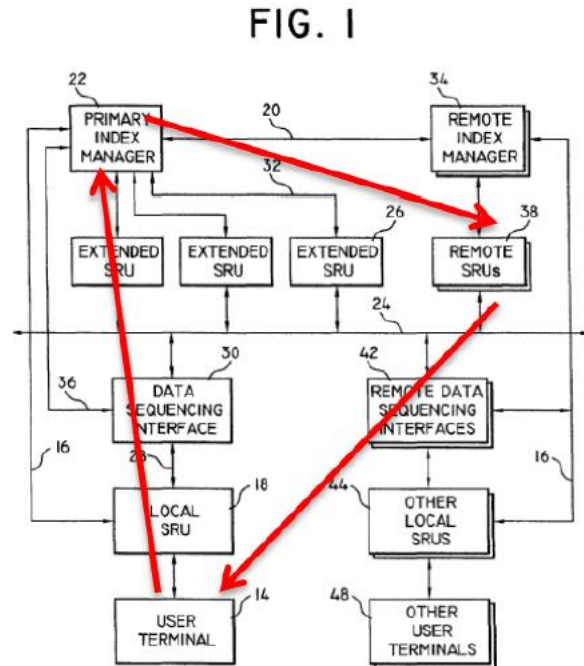 FIG. 1
22
34
PRIMARY
INDEX
MANAGER
20
REMOTE
INDEX
MANAGER
32
26
38
EXTENDED
SRU
EXTENDED
SRU
EXTENDED
SRU
REMOTE
SRUs
24
30
42
36
DATA
SEQUENCING
INTERFACE
REMOTE DATA
SEQUENCING
INTERFACES
16
28
18
44
16
LOCAL
SRU
OTHER
LOCAL
SRUS
14
48
USER
TERMINAL
OTHER
USER
TERMINALS